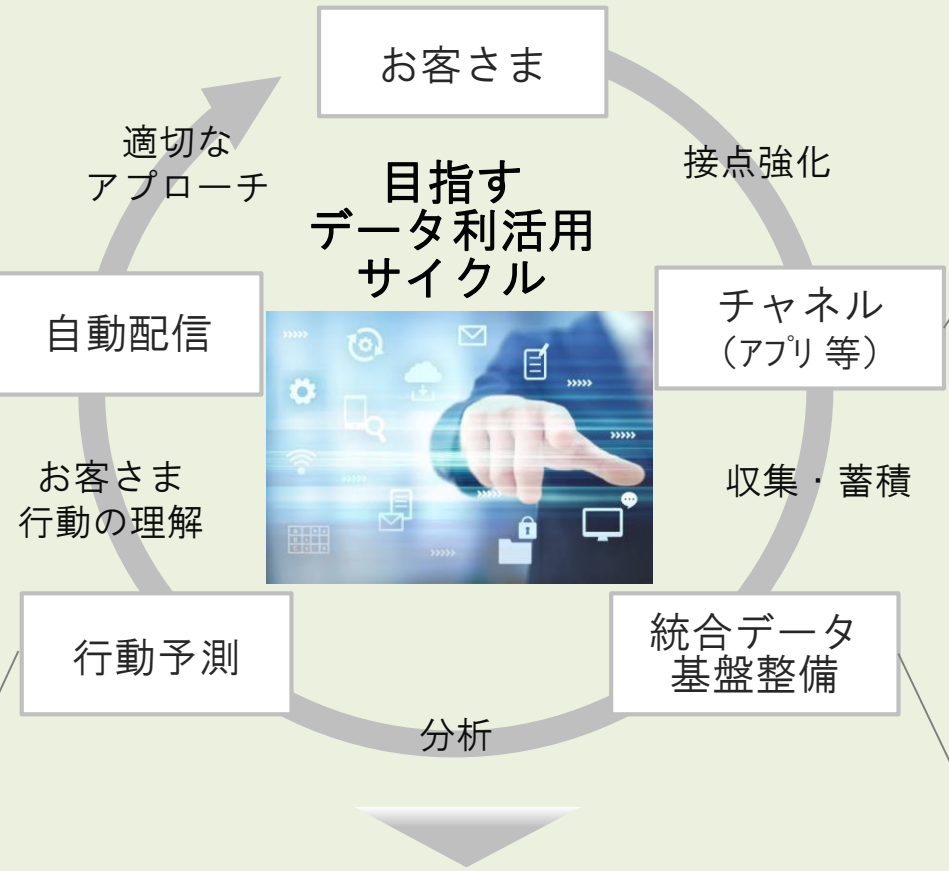 お客さま
適切な
アプローチ
接点強化
目指す
データ利活用
サイクル
自動配信
チャネル
（アプリ 等）
お客さま
行動の理解
収集・蓄積
行動予測
統合データ
基盤整備
分析